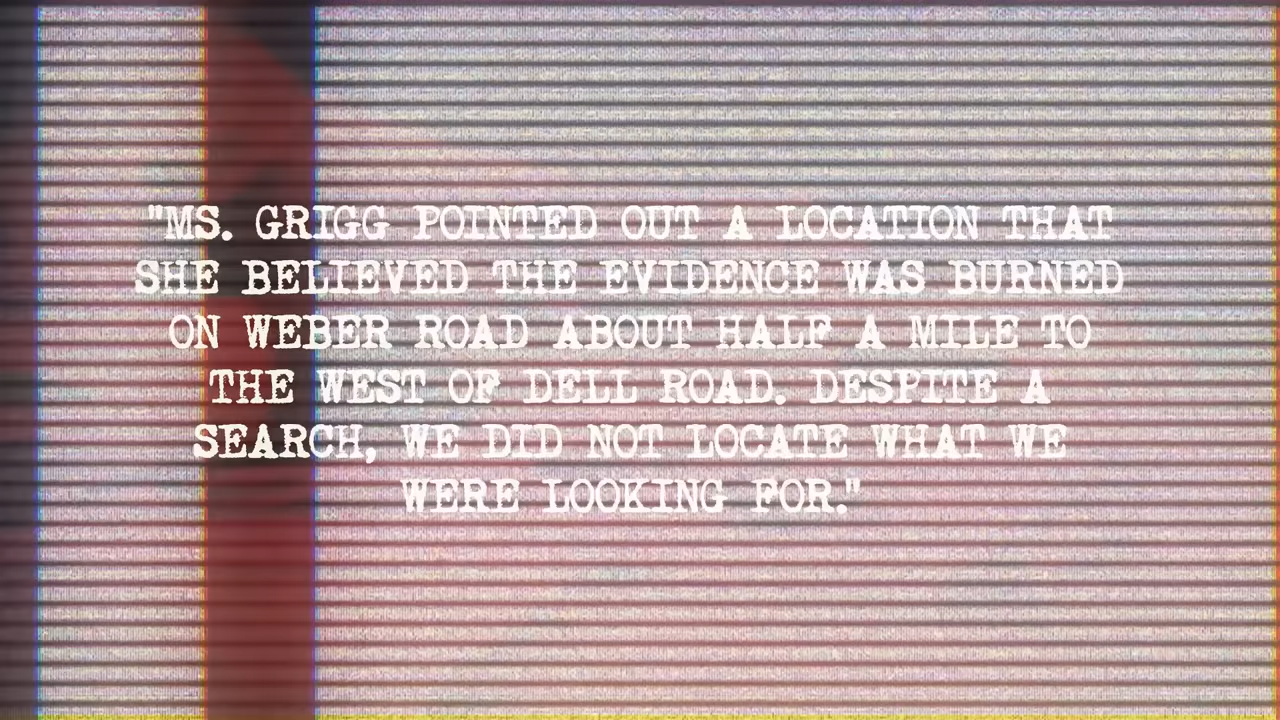 "MS. GRIGG POINTED OUT A LOCATION THAT
SHE BELIEVED THE EVIDENCE WAS BURNED
ON WEBER ROAD ABOUT HALF A MILE TO
THE WEST OF DELL ROAD. DESPITE A
SEARCH, WE DID NOT LOCATE WHAT WE
WERE LOOKING FOR."